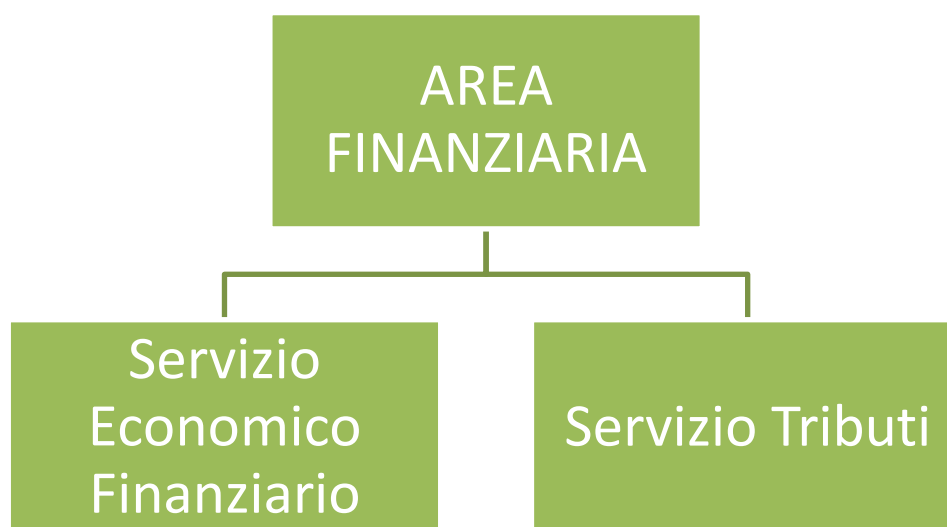 AREA
FINANZIARIA
Servizio
Economico
Finanziario
Servizio Tributi